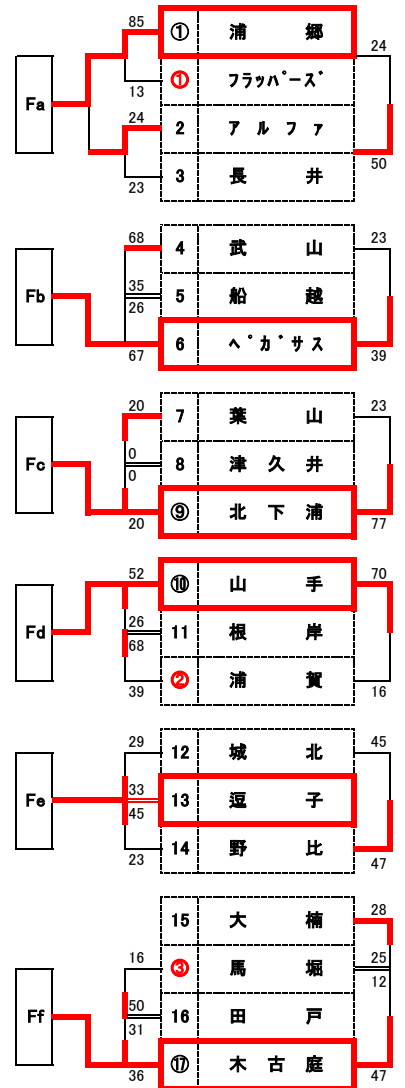 85 ① 浦 郷 24
13 ① フラッパーズ
Fa
24 2 アルファ 50
23 3 長 井
68 4 武 山 23
Fb
35
26 5 船 越
67 6 ペガサス 39
20 7 葉 山 23
Fc
0
0 8 津久井
20 ⑨ 北下浦 77
52 ⑩ 山 手 70
Fd
26
68 11 根 岸
39 ② 浦 賀 16
29 12 城 北 45
Fe
33
45 13 逗 子
23 14 野 比 47
15 大 楠 28
16 ③ 馬 堀 25
12
Ff
50
31 16 田 戸
36 ⑰ 木古庭 47